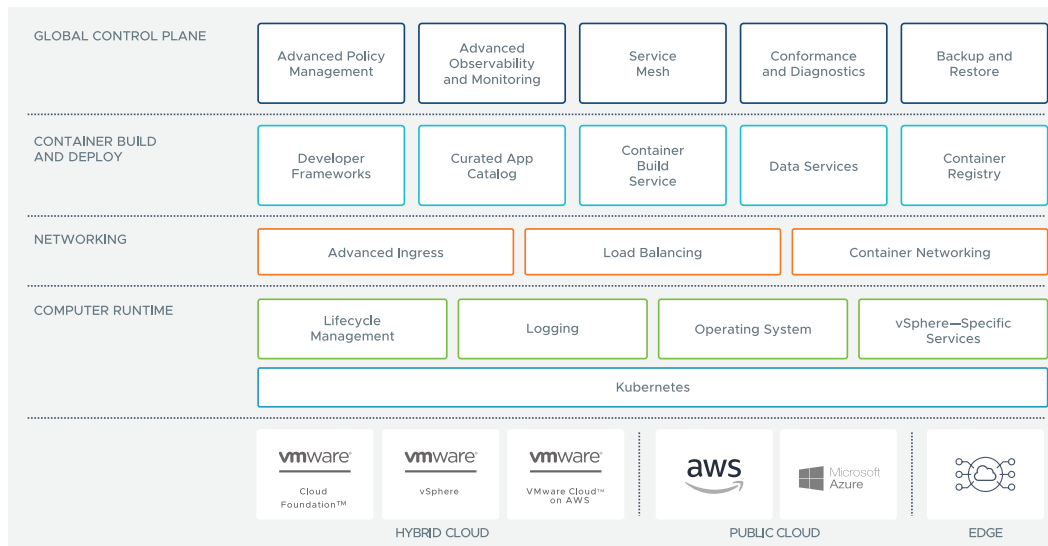 GLOBAL CONTROL PLANE
Advanced Policy
Management
Advanced
Observability
and Monitoring
Service
Mesh
Conformance
and Diagnostics
Backup and
Restore
CONTAINER BUILD
AND DEPLOY
Developer
Frameworks
Curated App
Catalog
Container
Build
Service
Data Services
Container
Registry
NETWORKING
Advanced Ingress
Load Balancing
Container Networking
COMPUTER RUNTIME
Lifecycle
Management
Logging
Operating System
vSphere—Specific
Services
Kubernetes
vmware®
Cloud
Foundation™
vmware®
vSphere
vmware®
VMware Cloud™
on AWS
aws
Microsoft
Azure
HYBRID CLOUD
PUBLIC CLOUD
EDGE